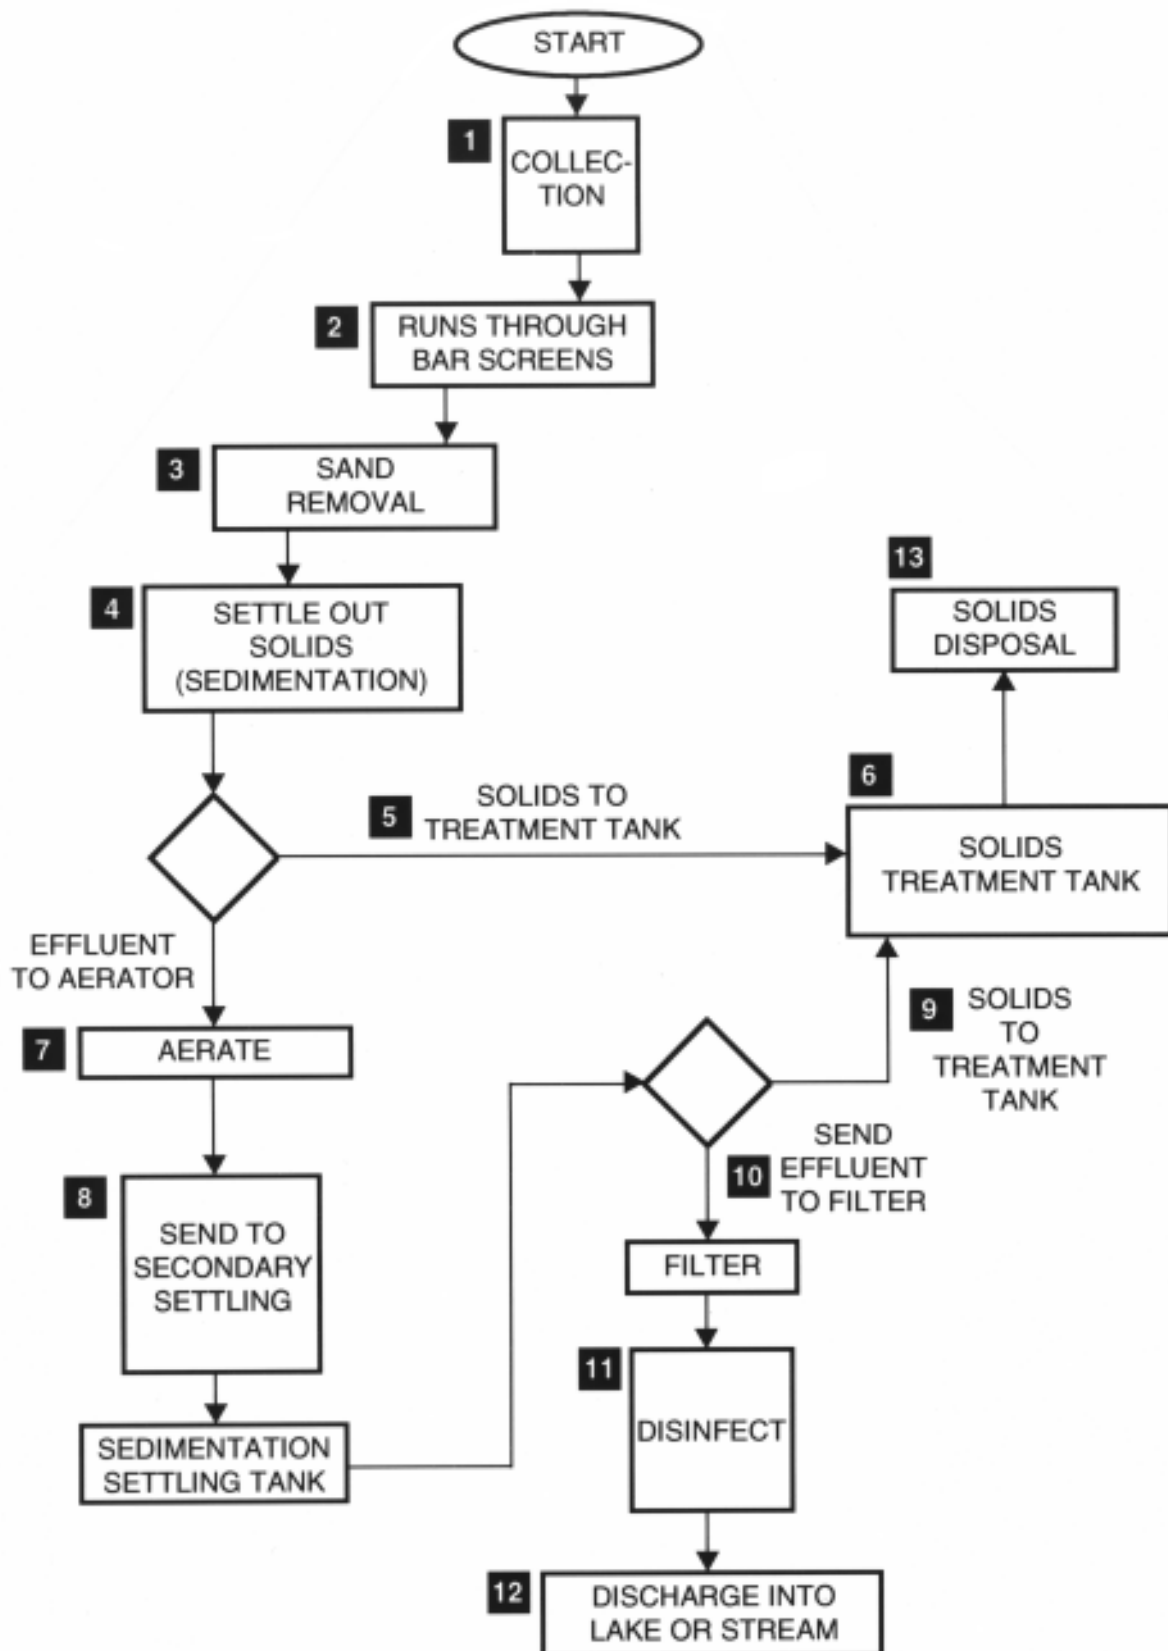 START
1
COLLEC-
TION
2
RUNS THROUGH
BAR SCREENS
3
SAND
REMOVAL
4
SETTLE OUT
SOLIDS
(SEDIMENTATION)
13
SOLIDS
DISPOSAL
5
SOLIDS TO
TREATMENT TANK
6
SOLIDS
TREATMENT TANK
EFFLUENT
TO AERATOR
7
AERATE
9
SOLIDS
TO
TREATMENT
TANK
8
SEND TO
SECONDARY
SETTLING
10
SEND
EFFLUENT
TO FILTER
FILTER
SEDIMENTATION
SETTLING TANK
11
DISINFECT
12
DISCHARGE INTO
LAKE OR STREAM